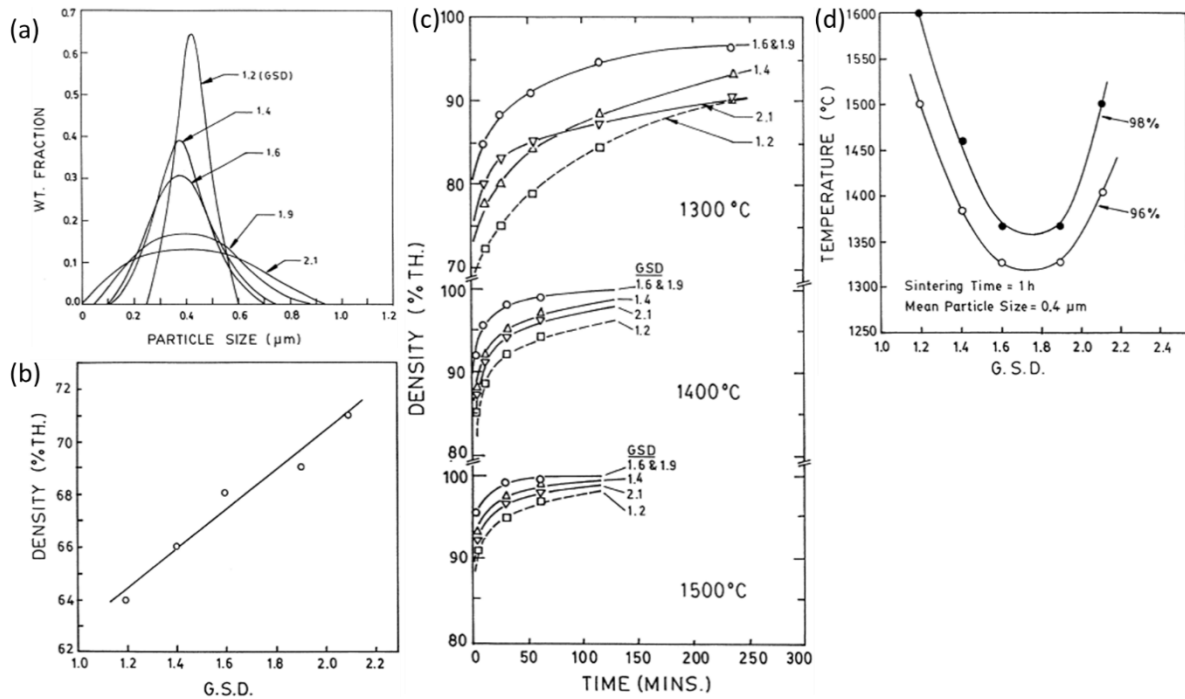 (a)
0.7
0.6
0.5
0.4
0.3
0.2
0.1
0.0
WT. FRACTION
1.2 (GSD)
1.4
1.6
1.9
2.1
0 0.2 0.4 0.6 0.8 1.0 1.2
PARTICLE SIZE (μm)
(b)
72
70
68
66
64
62
DENSITY (%TH.)
1.0 1.2 1.4 1.6 1.8 2.0 2.2
G.S.D.
(c)
100
90
80
70
1.6 & 1.9
1.4
2.1
1.2
1300°C
DENSITY (% TH.)
GSD
1.6 & 1.9
1.4
2.1
1.2
100
90
80
1400°C
GSD
1.6 & 1.9
1.4
2.1
1.2
100
90
80
1500°C
0 50 100 150 200 250 300
TIME (MINS.)
(d)
1600
1550
1500
1450
1400
1350
1300
1250
TEMPERATURE (°C)
98%
96%
Sintering Time = 1 h
Mean Particle Size = 0.4 μm
1.0 1.2 1.4 1.6 1.8 2.0 2.2 2.4
G.S.D.